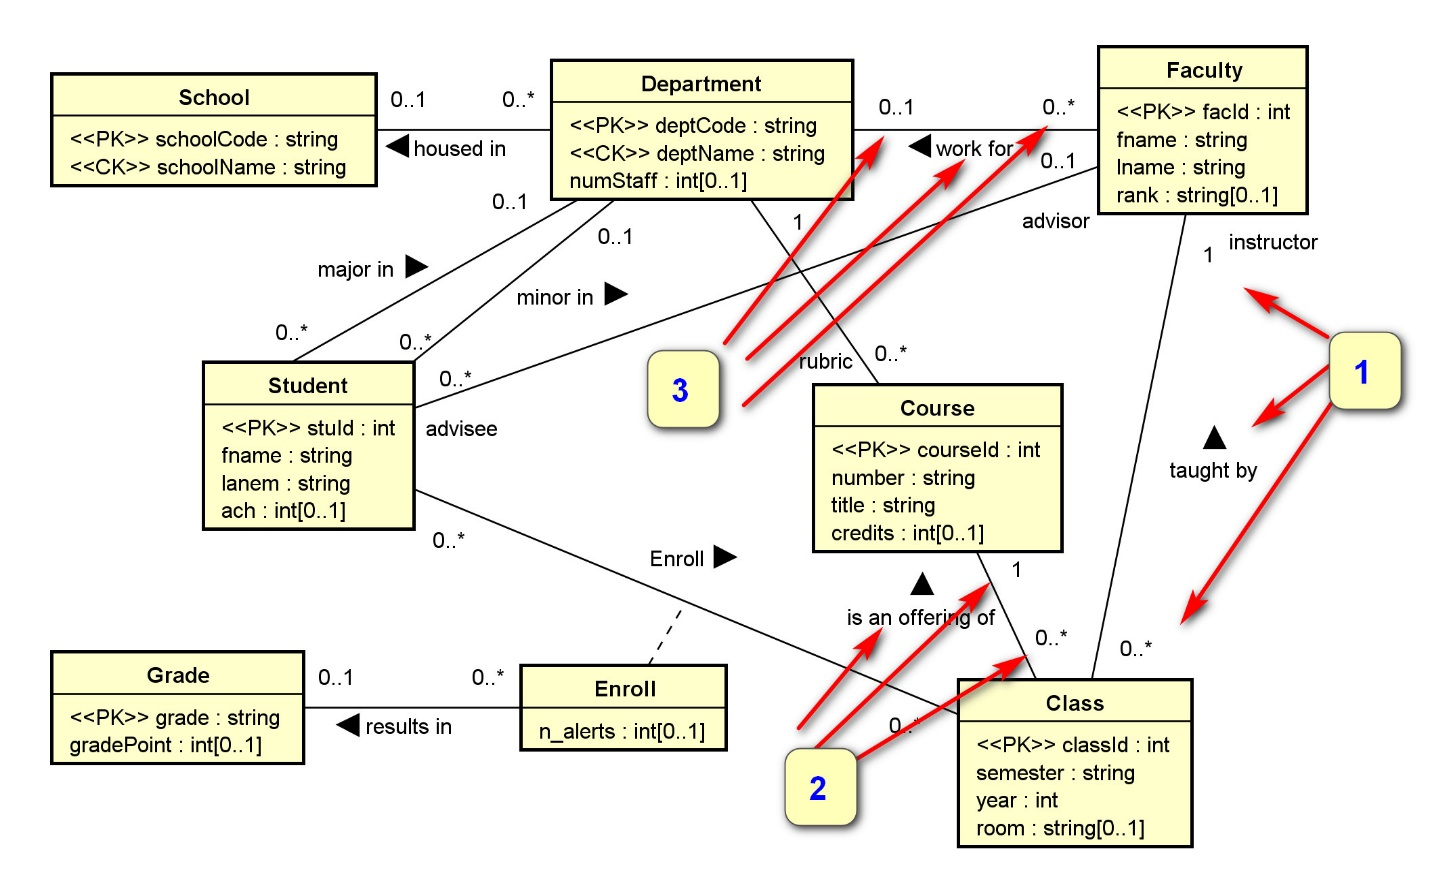 School
<<PK>> schoolCode : string
<<CK>> schoolName : string
0..1
0..*
housed in
Department
<<PK>> deptCode : string
<<CK>> deptName : string
numStaff : int[0..1]
0..1
0..*
work for
Faculty
<<PK>> facId : int
fname : string
lname : string
rank : string[0..1]
0..1
advisor
1
instructor
0..1
0..1
1
major in
minor in
0..*
0..*
0..*
rubric
0..*
3
1
Student
<<PK>> stuId : int
fname : string
lanem : string
ach : int[0..1]
advisee
Course
<<PK>> courseId : int
number : string
title : string
credits : int[0..1]
taught by
0..*
Enroll
1
is an offering of
0..*
0..*
Grade
<<PK>> grade : string
gradePoint : int[0..1]
0..1
0..*
results in
Enroll
n_alerts : int[0..1]
0..*
2
Class
<<PK>> classId : int
semester : string
year : int
room : string[0..1]